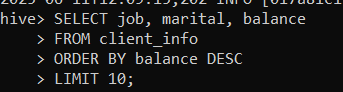 hive> SELECT job, marital, balance
    > FROM client_info
    > ORDER BY balance DESC
    > LIMIT 10;